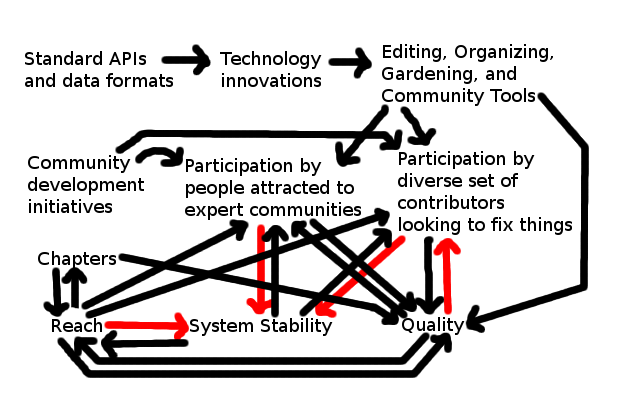 Standard APIs
and data formats
Technology
innovations
Editing, Organizing,
Gardening, and
Community Tools
Community
development
initiatives
Participation by
people attracted to
expert communities
Participation by
diverse set of
contributors
looking to fix things
Chapters
Reach
System Stability
Quality